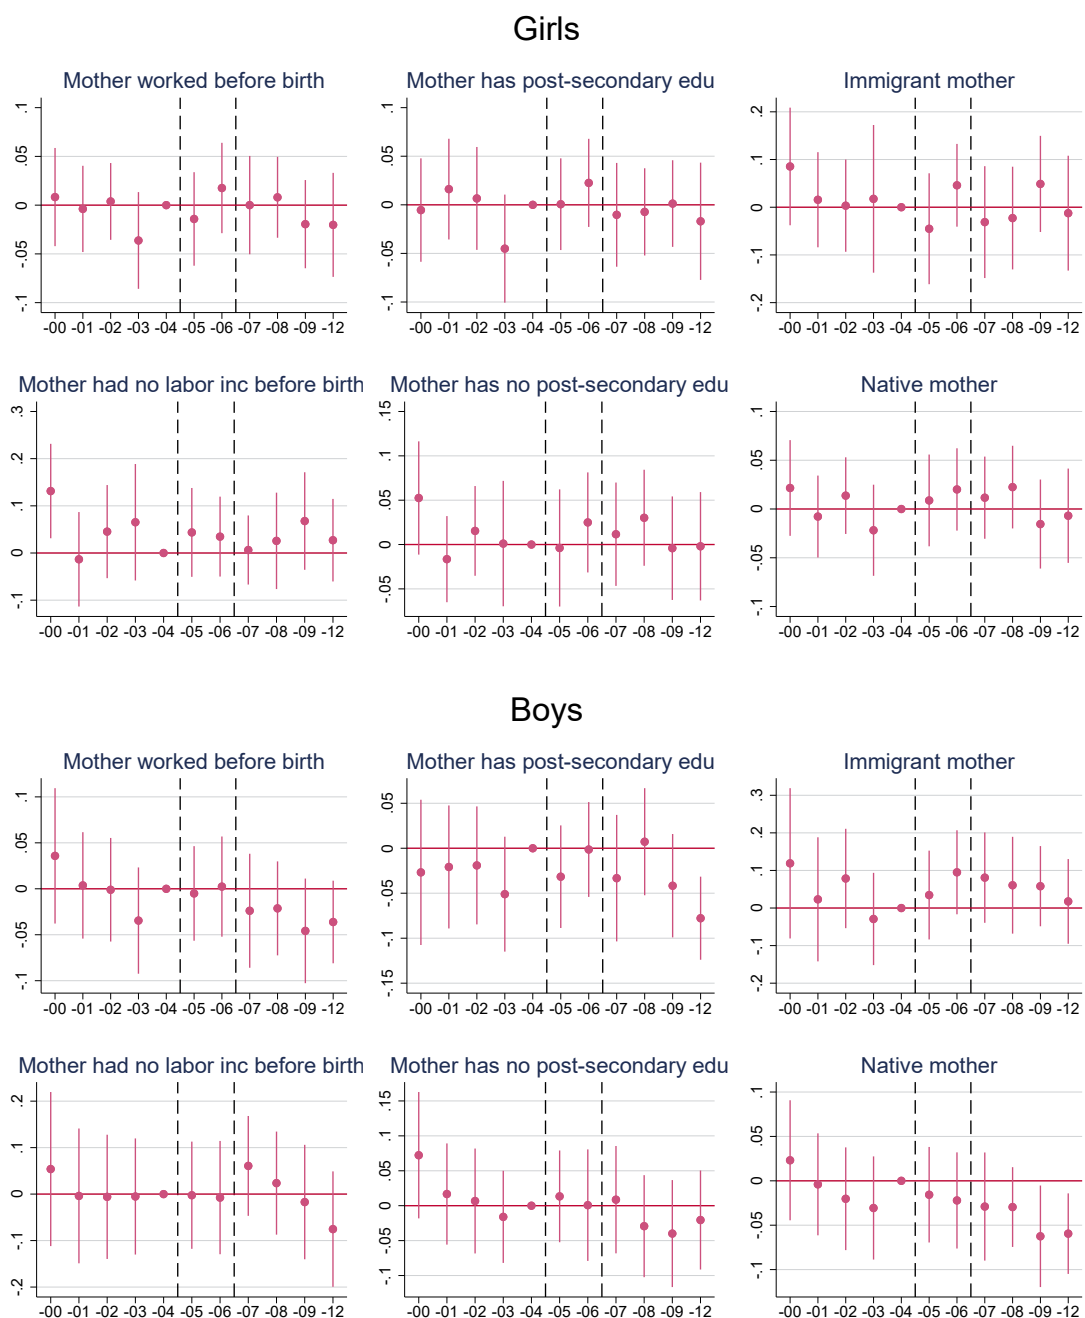 Girls
Mother worked before birth
.1
.05
0
-.05
-.1
-00 -01 -02 -03 -04 -05 -06 -07 -08 -09 -12
Mother has post-secondary edu
.1
.05
0
-.05
-.1
-00 -01 -02 -03 -04 -05 -06 -07 -08 -09 -12
Immigrant mother
.2
.1
0
-.1
-.2
-00 -01 -02 -03 -04 -05 -06 -07 -08 -09 -12
Mother had no labor inc before birth
.3
.2
.1
0
-.1
-00 -01 -02 -03 -04 -05 -06 -07 -08 -09 -12
Mother has no post-secondary edu
.15
.1
.05
0
-.05
-00 -01 -02 -03 -04 -05 -06 -07 -08 -09 -12
Native mother
.1
.05
0
-.05
-.1
-00 -01 -02 -03 -04 -05 -06 -07 -08 -09 -12
Boys
Mother worked before birth
.1
.05
0
-.05
-.1
-00 -01 -02 -03 -04 -05 -06 -07 -08 -09 -12
Mother has post-secondary edu
.05
0
-.05
-.1
-.15
-00 -01 -02 -03 -04 -05 -06 -07 -08 -09 -12
Immigrant mother
.3
.2
.1
0
-.1
-.2
-00 -01 -02 -03 -04 -05 -06 -07 -08 -09 -12
Mother had no labor inc before birth
.2
.1
0
-.1
-.2
-00 -01 -02 -03 -04 -05 -06 -07 -08 -09 -12
Mother has no post-secondary edu
.15
.1
.05
0
-.05
-.1
-00 -01 -02 -03 -04 -05 -06 -07 -08 -09 -12
Native mother
.1
.05
0
-.05
-.1
-00 -01 -02 -03 -04 -05 -06 -07 -08 -09 -12